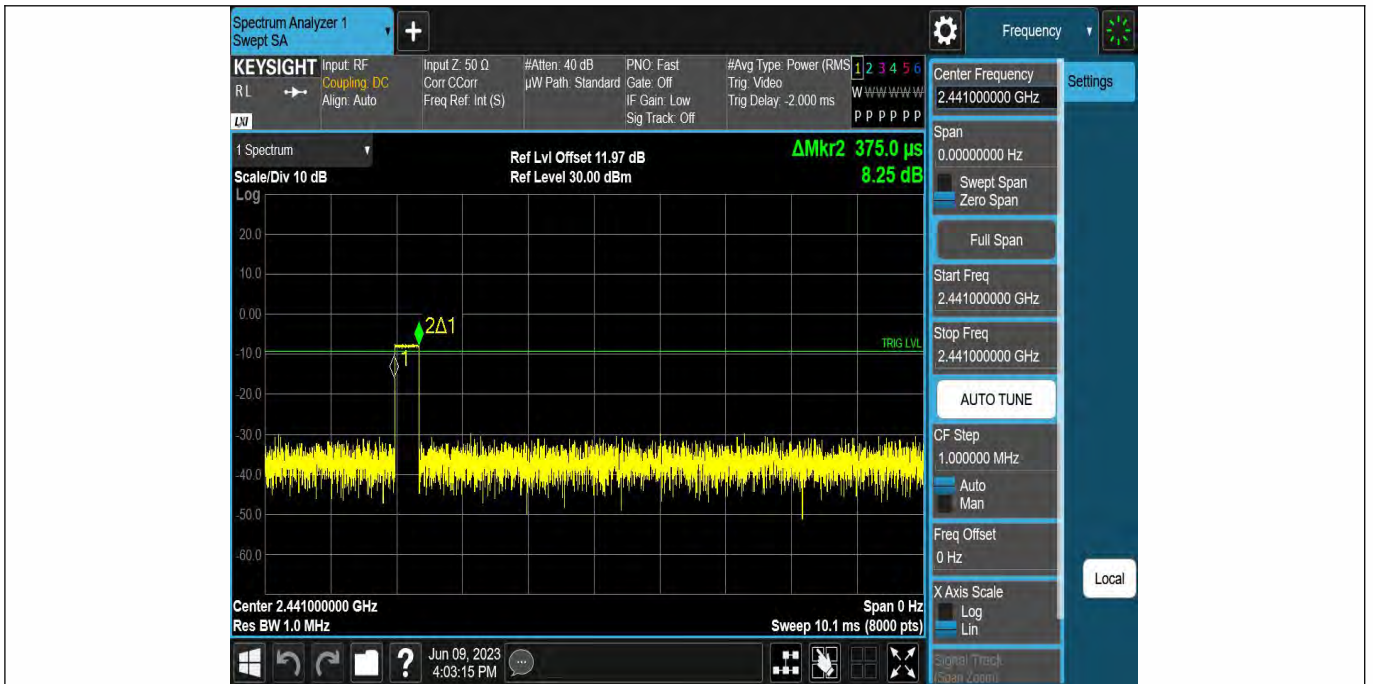 Spectrum Analyzer 1
Swept SA
+
Frequency
KEYSIGHT
RL
LXI
Input: RF
Coupling: DC
Align: Auto
Input Z: 50 Ω
Corr CCorr
Freq Ref: Int (S)
#Atten: 40 dB
µW Path: Standard
PNO: Fast
Gate: Off
IF Gain: Low
Sig Track: Off
#Avg Type: Power (RMS
Trig: Video
Trig Delay: -2.000 ms
1 2 3 4 5 6
W W W W W W
P P P P P P
1 Spectrum
Scale/Div 10 dB
Log
Ref Lvl Offset 11.97 dB
Ref Level 30.00 dBm
ΔMkr2 375.0 µs
8.25 dB
20.0
10.0
0.00
-10.0
-20.0
-30.0
-40.0
-50.0
-60.0
2Δ1
1
TRIG LVL
Center 2.441000000 GHz
Res BW 1.0 MHz
Span 0 Hz
Sweep 10.1 ms (8000 pts)
Center Frequency
2.441000000 GHz
Settings
Span
0.00000000 Hz
Swept Span
Zero Span
Full Span
Start Freq
2.441000000 GHz
Stop Freq
2.441000000 GHz
AUTO TUNE
CF Step
1.000000 MHz
Auto
Man
Freq Offset
0 Hz
X Axis Scale
Log
Lin
Signal Track
(Span Zoom)
Local
?
Jun 09, 2023
4:03:15 PM